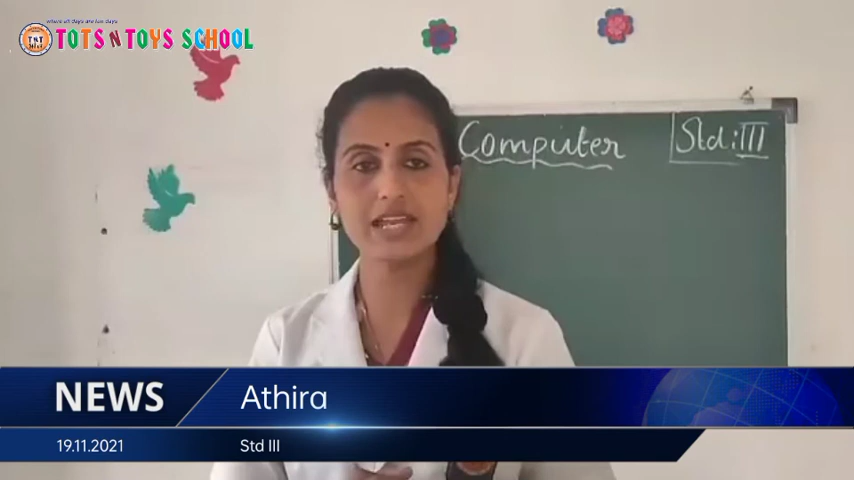 where all days are fun days
TNT
TOTS N TOYS SCHOOL
Computer
Std:III
NEWS
Athira
19.11.2021
Std III